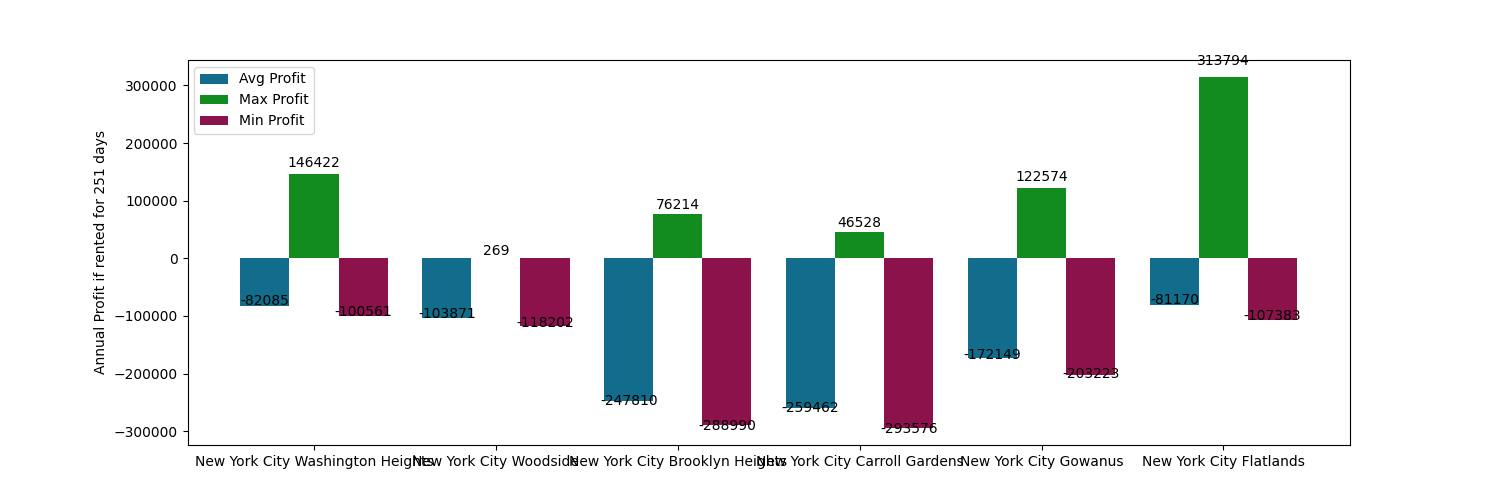 313794
300000
Avg Profit
Max Profit
Min Profit
200000
146422
122574
100000
76214
46528
269
0
-82085
-100561
-103871
-118202
-247810
-288990
-259462
-293576
-172149
-203223
-81170
-107383
−100000
−200000
−300000
Annual Profit if rented for 251 days
New York City Washington Heights
New York City Woodside
New York City Brooklyn Heights
New York City Carroll Gardens
New York City Gowanus
New York City Flatlands